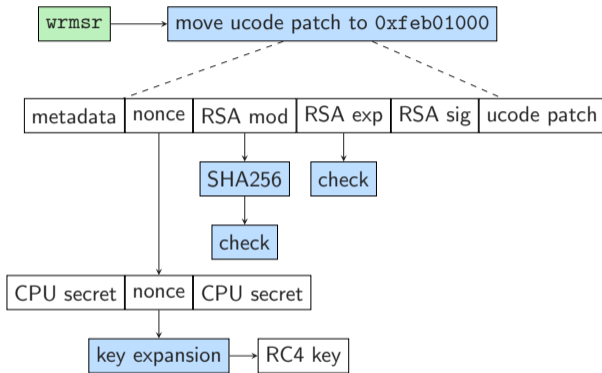 wrmsr move ucode patch to 0xfeb01000
metadata nonce RSA mod RSA exp RSA sig ucode patch
SHA256 check
check
CPU secret nonce CPU secret
key expansion RC4 key